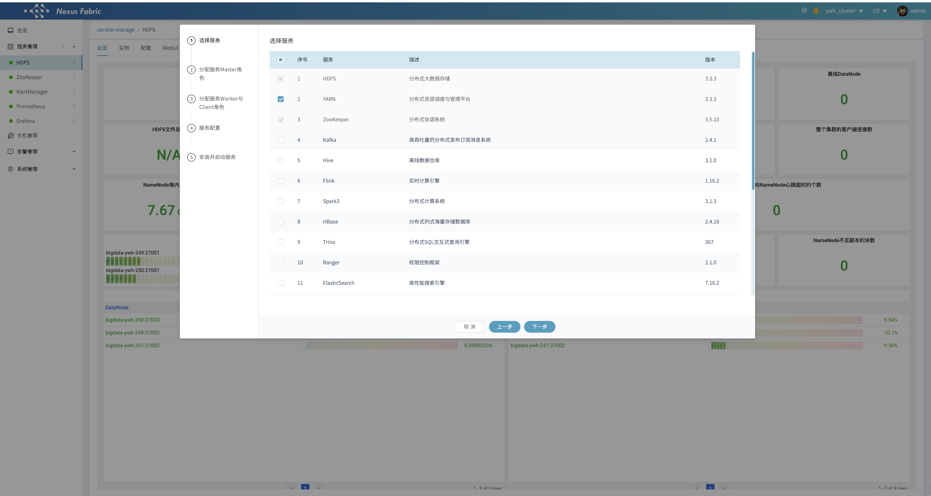 Nexus Fabric
ywh_cluster
US
admin
总览
服务管理
HDFS
ZooKeeper
AlertManager
Prometheus
Grafana
主机管理
告警管理
系统管理
service-manage / HDFS
总览 实例 配置 WebUI
1 选择服务
2 分配服务Master角色
3 分配服务Worker与Client角色
4 服务配置
5 安装并启动服务
选择服务
序号 服务 描述 版本
1 HDFS 分布式大数据存储 3.3.3
2 YARN 分布式资源调度与管理平台 3.3.3
3 ZooKeeper 分布式协调系统 3.5.10
4 Kafka 高吞吐量的分布式发布订阅消息系统 2.4.1
5 Hive 离线数据仓库 3.1.0
6 Flink 实时计算引擎 1.16.2
7 Spark3 分布式计算系统 3.1.3
8 HBase 分布式列式海量存储数据库 2.4.16
9 Trino 分布式SQL交互式查询引擎 367
10 Ranger 权限控制框架 2.1.0
11 ElasticSearch 高性能搜索引擎 7.16.2
取消 上一步 下一步
离线DataNode
0
HDFS文件总
整个集群的客户端连接数
N/A
0
NameNode堆内
NameNode心跳超时的个数
7.67
0
bigdata-ywh-249:27001
bigdata-ywh-250:27001
NameNode不足副本的块数
0
DataNode
bigdata-ywh-250:27002 9.54%
bigdata-ywh-249:27002 10.1%
bigdata-ywh-251:27002 0.0000233% bigdata-ywh-251:27002 9.50%
1 1 - 3 of 3 rows 1 1 - 3 of 3 rows